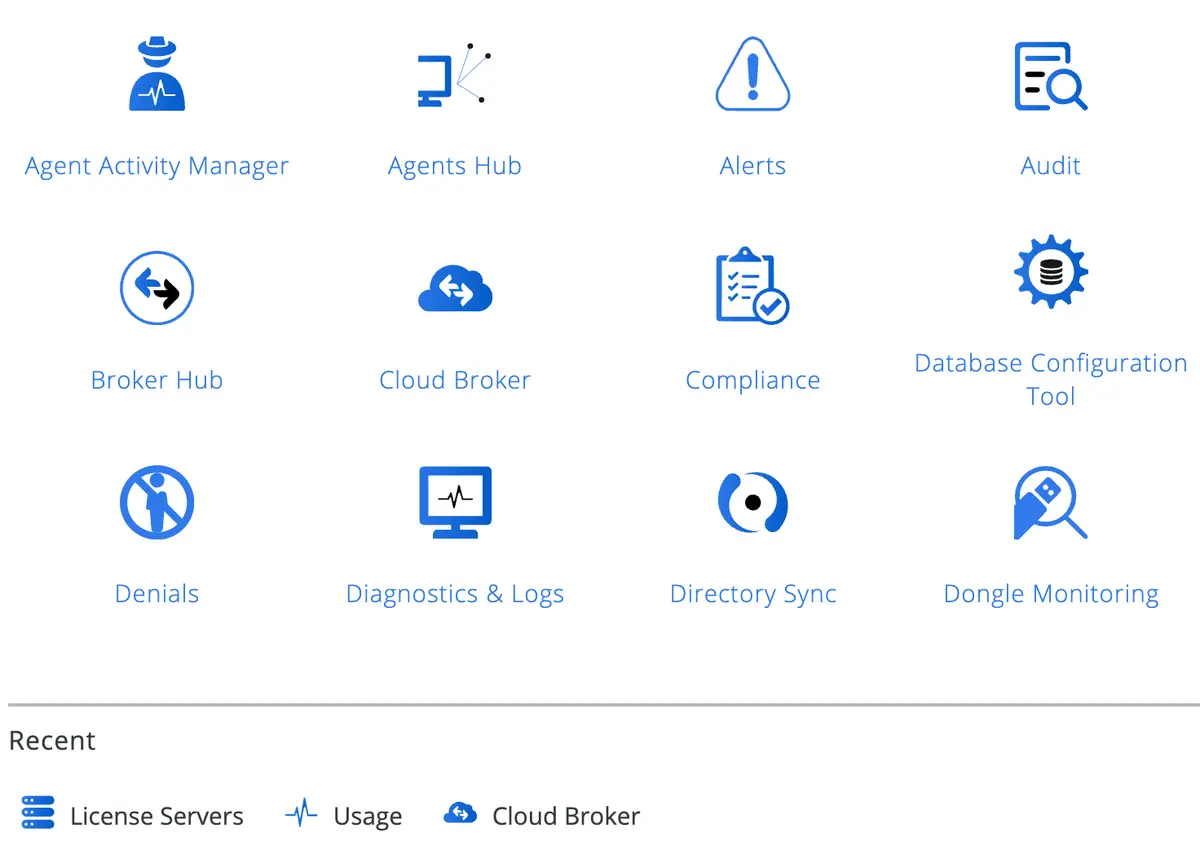 Agent Activity Manager
Agents Hub
Alerts
Audit
Broker Hub
Cloud Broker
Compliance
Database Configuration
Tool
Denials
Diagnostics & Logs
Directory Sync
Dongle Monitoring
Recent
License Servers
Usage
Cloud Broker